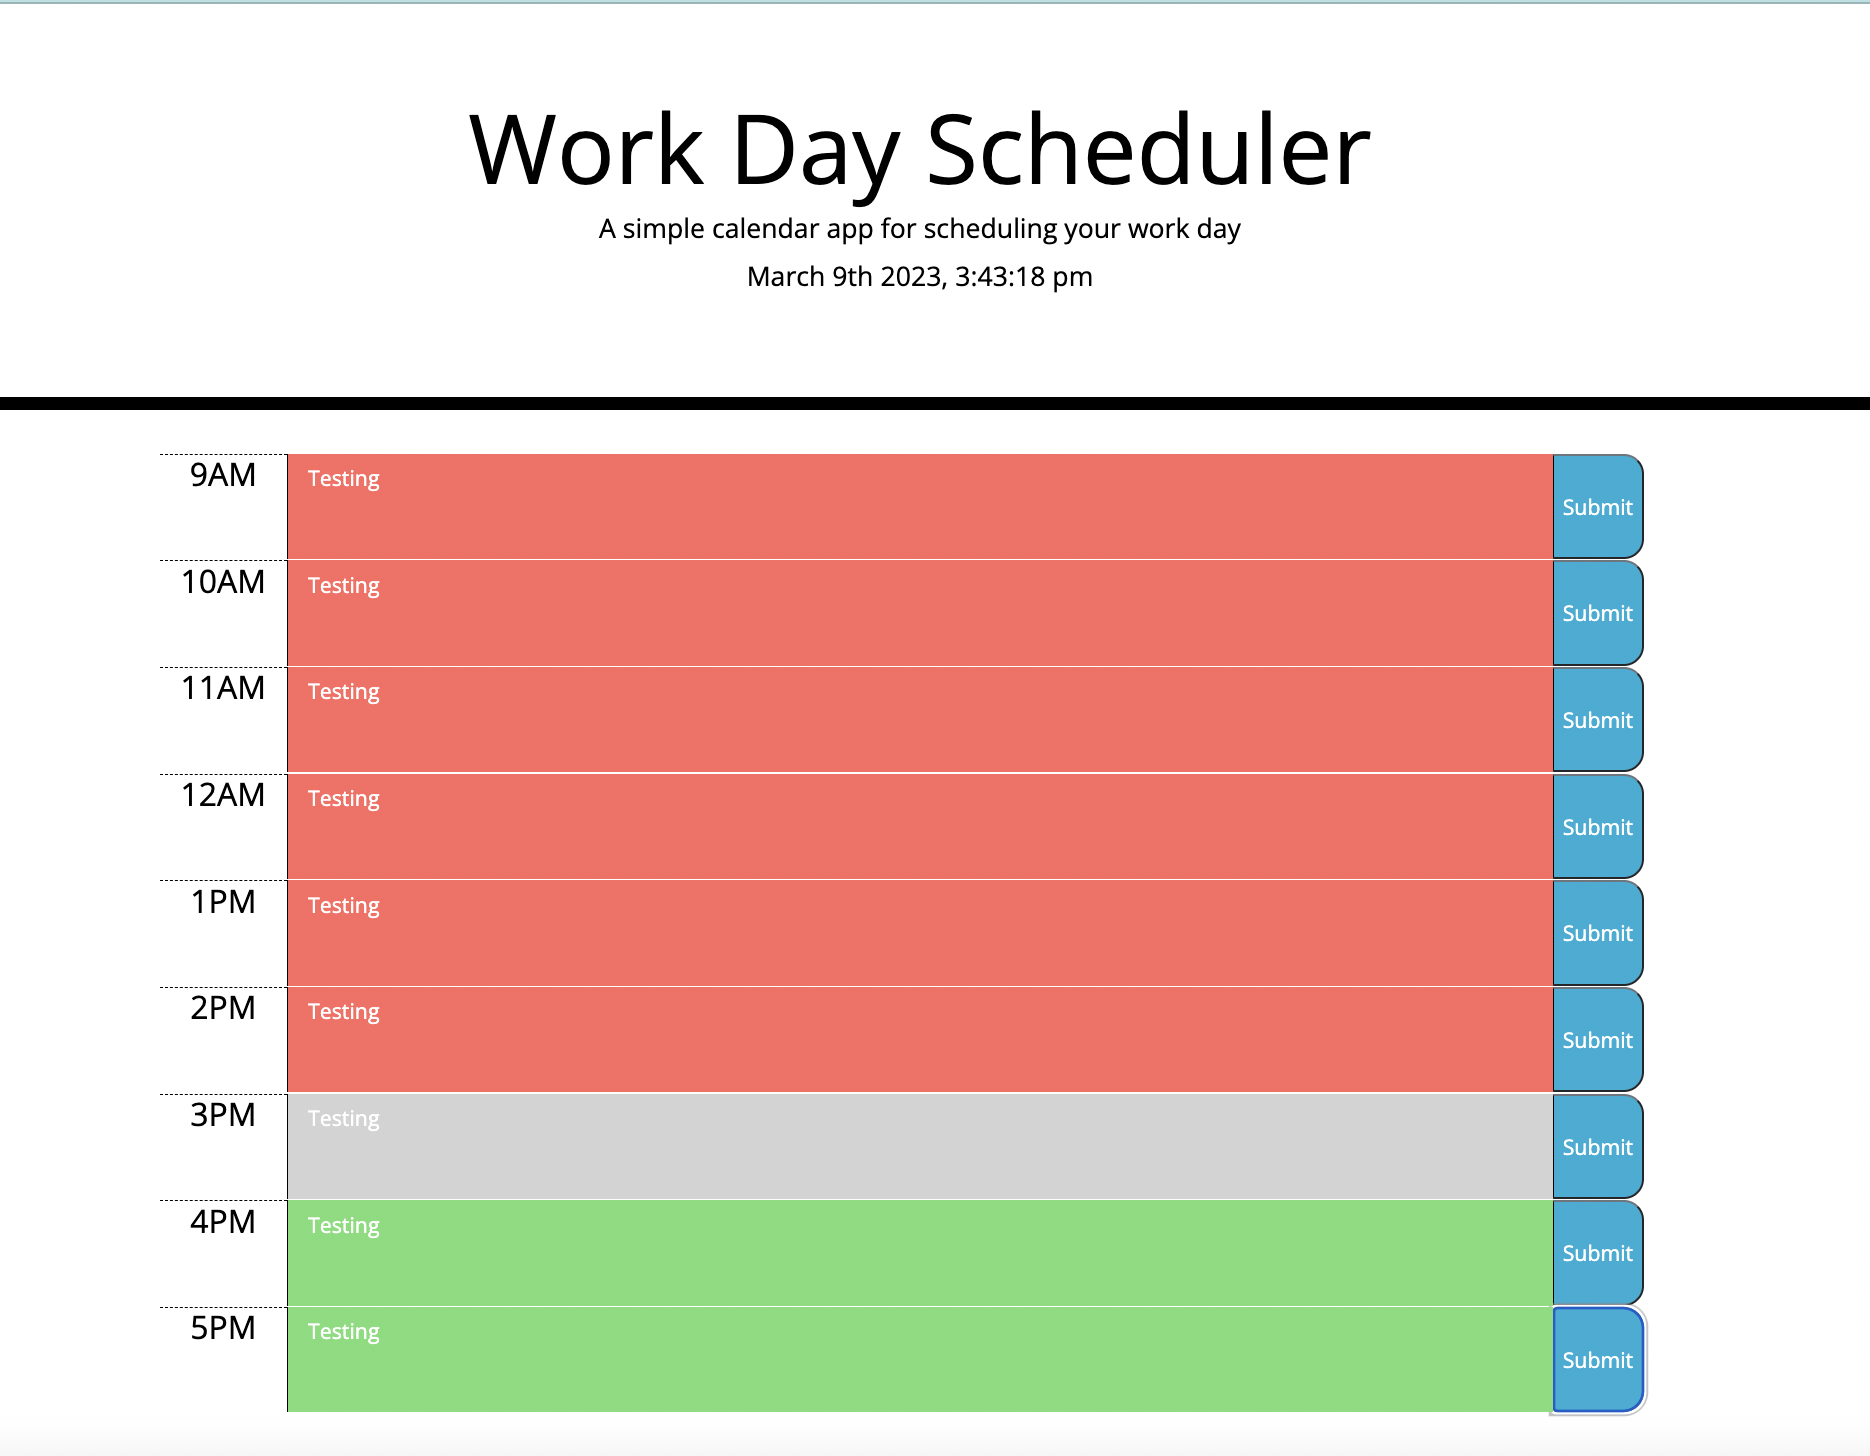 Work Day Scheduler
A simple calendar app for scheduling your work day
March 9th 2023, 3:43:18 pm
9AM Testing Submit
10AM Testing Submit
11AM Testing Submit
12AM Testing Submit
1PM Testing Submit
2PM Testing Submit
3PM Testing Submit
4PM Testing Submit
5PM Testing Submit